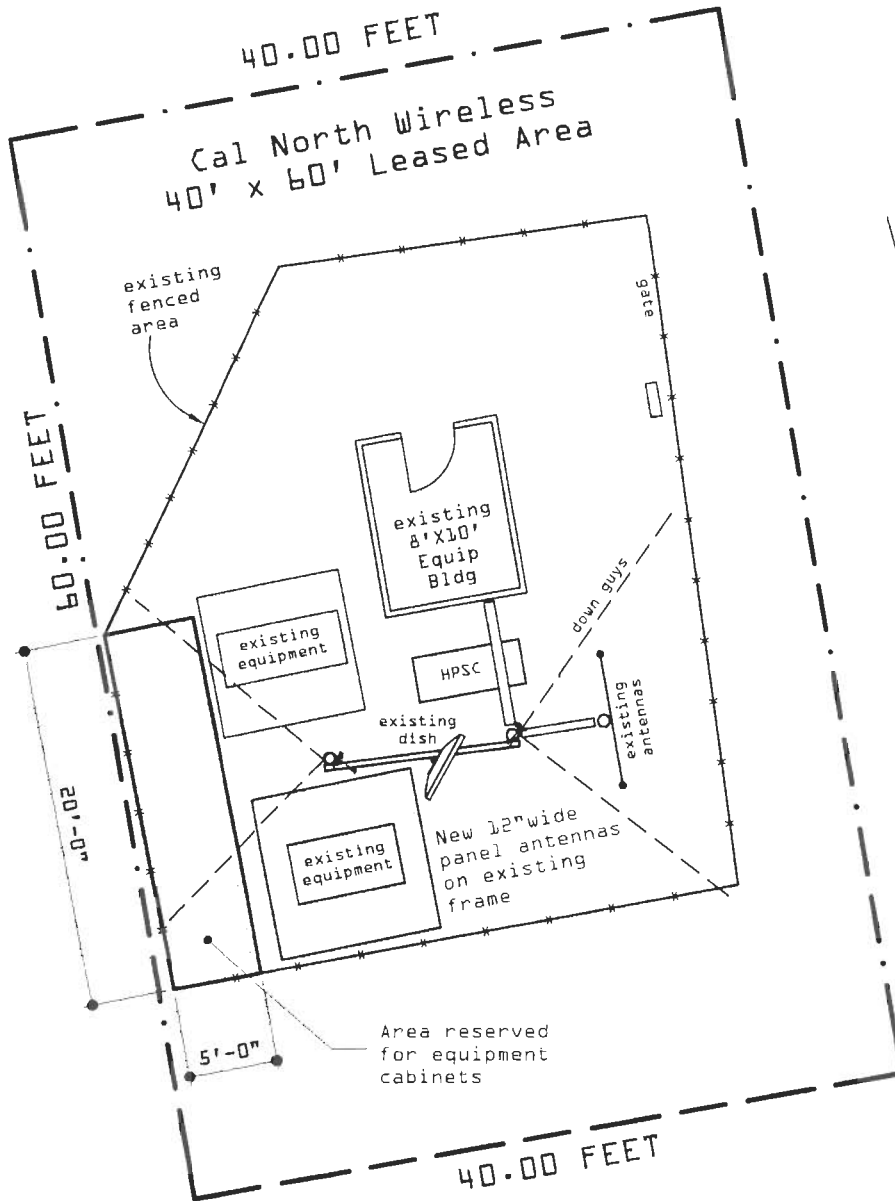 40.00 FEET
Cal North Wireless
40' x 60' Leased Area
existing
fenced
area
gate
60.00 FEET
existing
8'X10'
Equip
Bldg
down guys
existing
equipment
HPSC
existing
antennas
existing
dish
20'-0"
existing
equipment
New 12" wide
panel antennas
on existing
frame
5'-0"
Area reserved
for equipment
cabinets
40.00 FEET